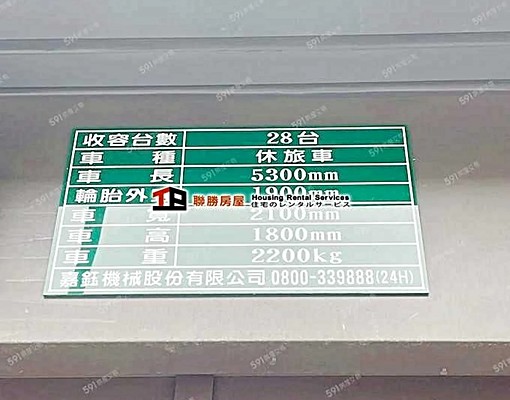 收容台數 28台
車種 休旅車
車長 5300mm
輪胎外 1900mm
聯勝房屋 Housing Rental Services
住宅のレンタルサービス
車寬 2100mm
車高 1800mm
車重 2200kg
嘉鈺機械股份有限公司 0800-339888(24H)